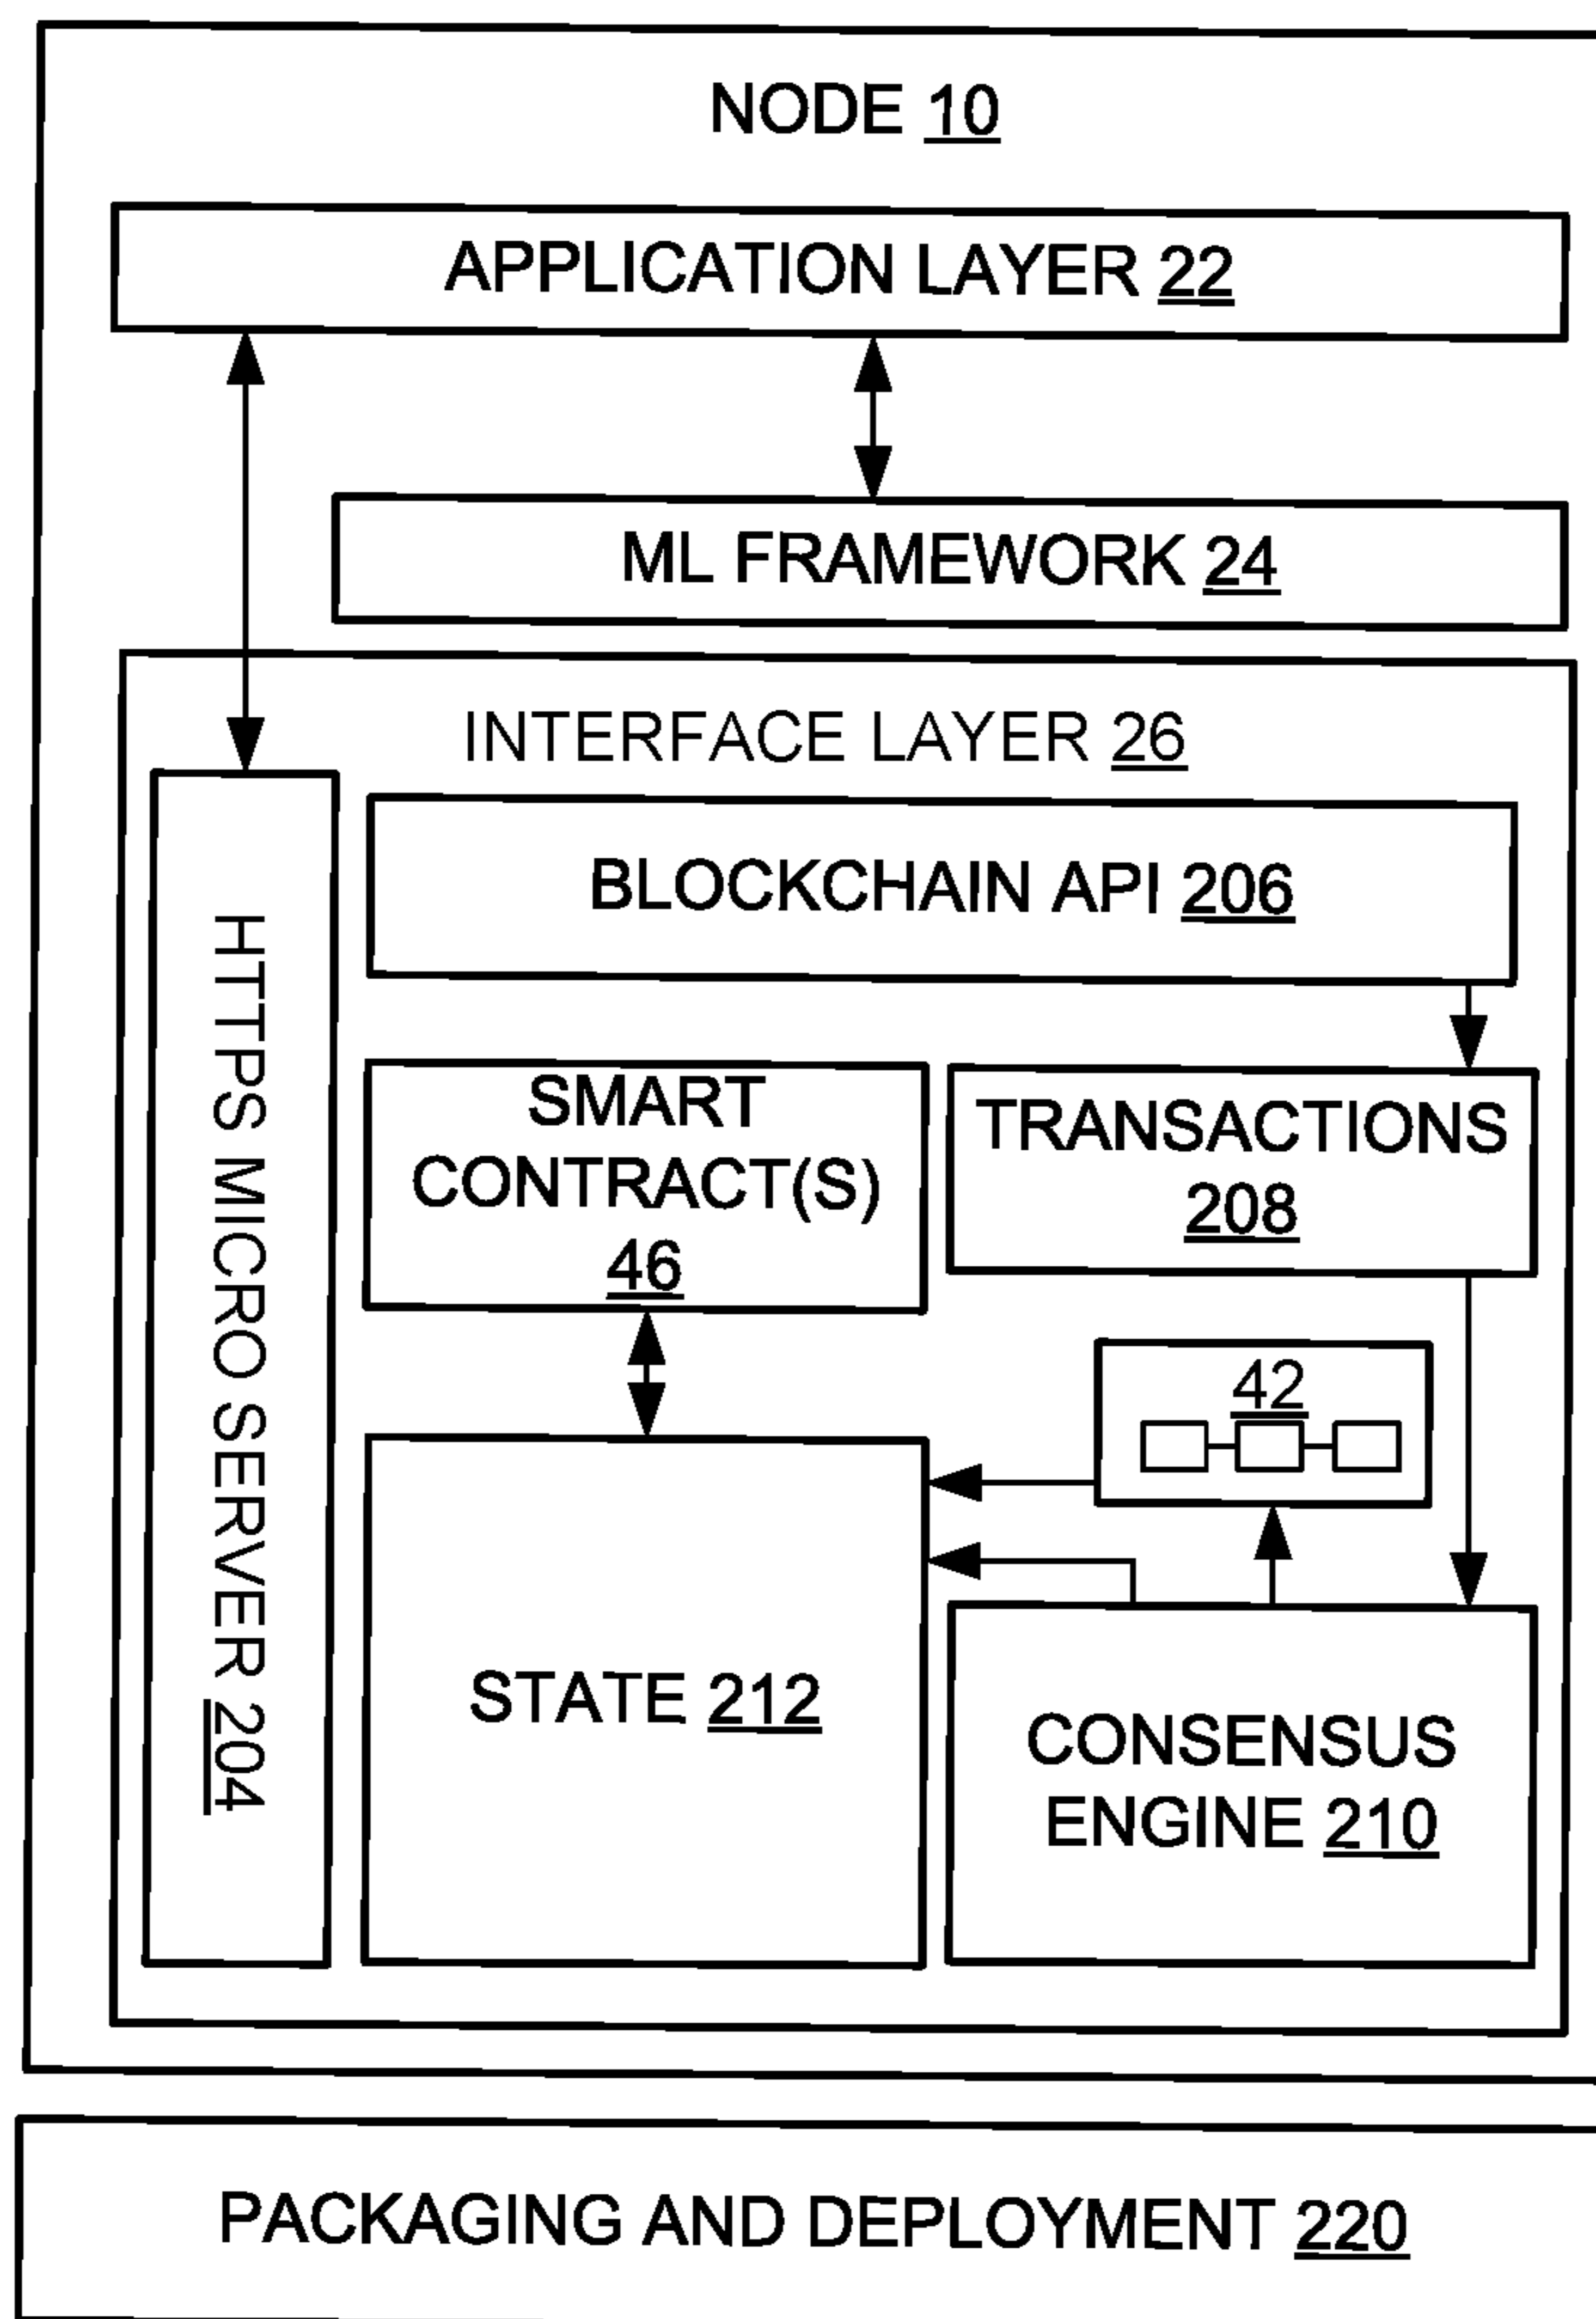 NODE 10
APPLICATION LAYER 22
ML FRAMEWORK 24
INTERFACE LAYER 26
HTTPS MICRO SERVER 204
BLOCKCHAIN API 206
SMART
CONTRACT(S)
46
TRANSACTIONS
208
42
STATE 212
CONSENSUS
ENGINE 210
PACKAGING AND DEPLOYMENT 220